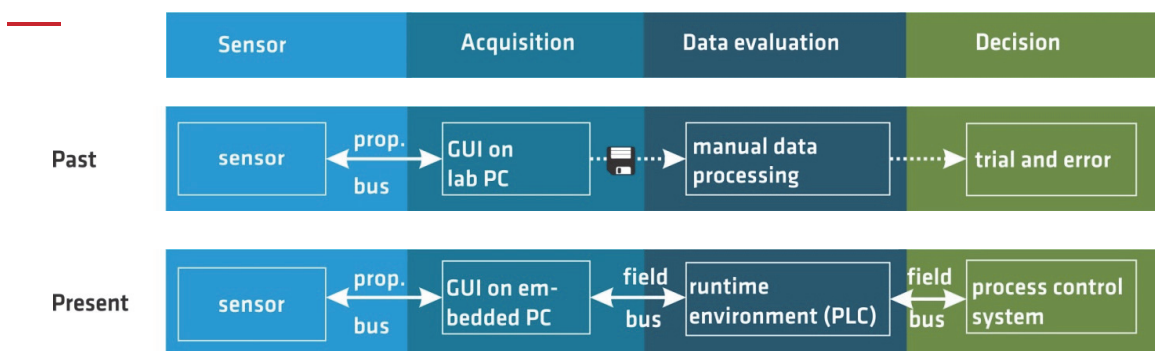 Sensor
Acquisition
Data evaluation
Decision
Past
sensor
prop.
bus
GUI on
lab PC
manual data
processing
trial and error
Present
sensor
prop.
bus
GUI on em-
bedded PC
field
bus
runtime
environment (PLC)
field
bus
process control
system